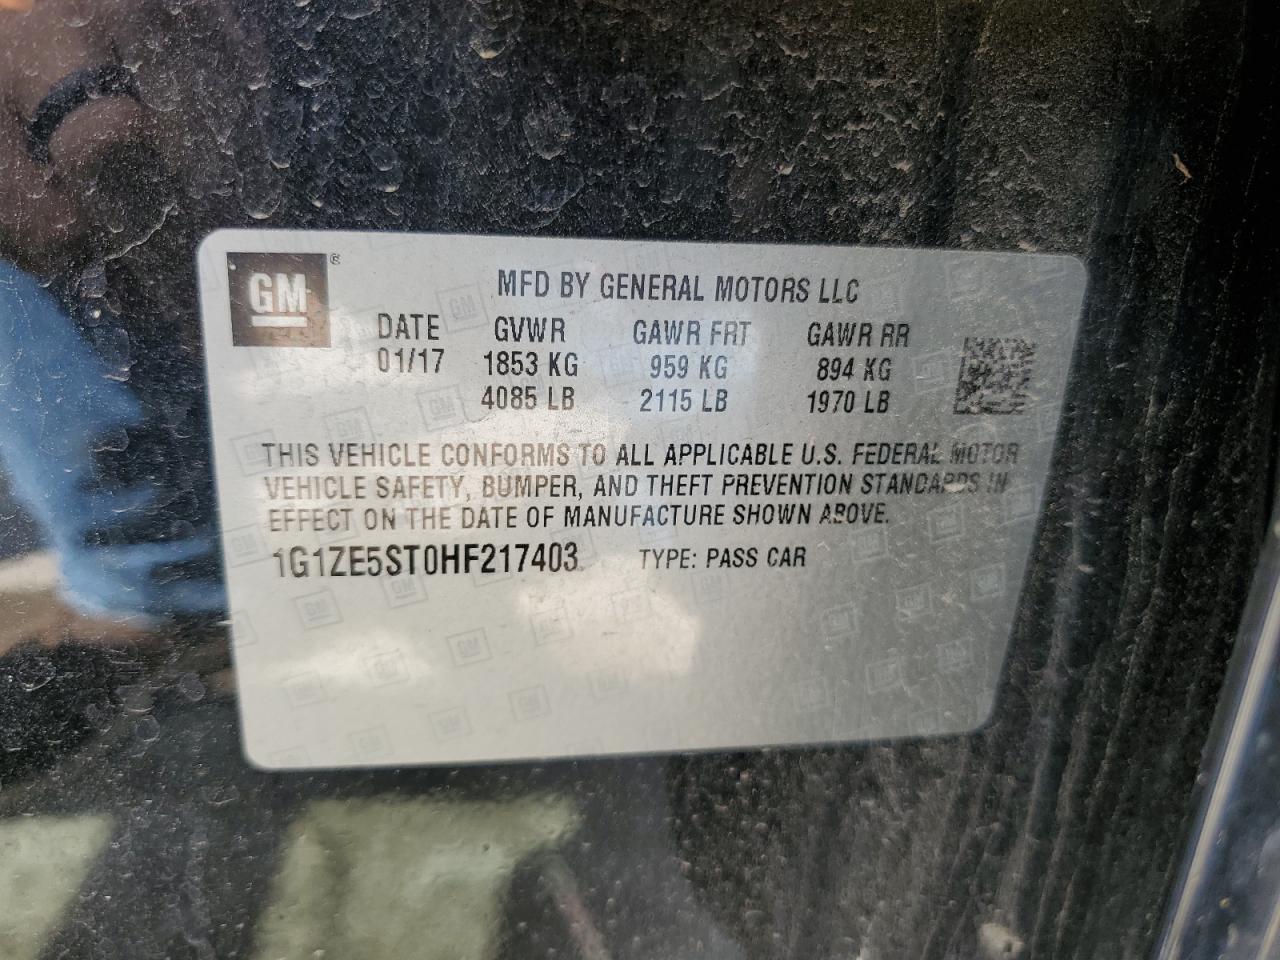 GM®
MFD BY GENERAL MOTORS LLC
DATE GVWR GAWR FRT GAWR RR
01/17 1853 KG 959 KG 894 KG
4085 LB 2115 LB 1970 LB
THIS VEHICLE CONFORMS TO ALL APPLICABLE U.S. FEDERAL MOTOR
VEHICLE SAFETY, BUMPER, AND THEFT PREVENTION STANDARDS IN
EFFECT ON THE DATE OF MANUFACTURE SHOWN ABOVE.
1G1ZE5ST0HF217403 TYPE: PASS CAR